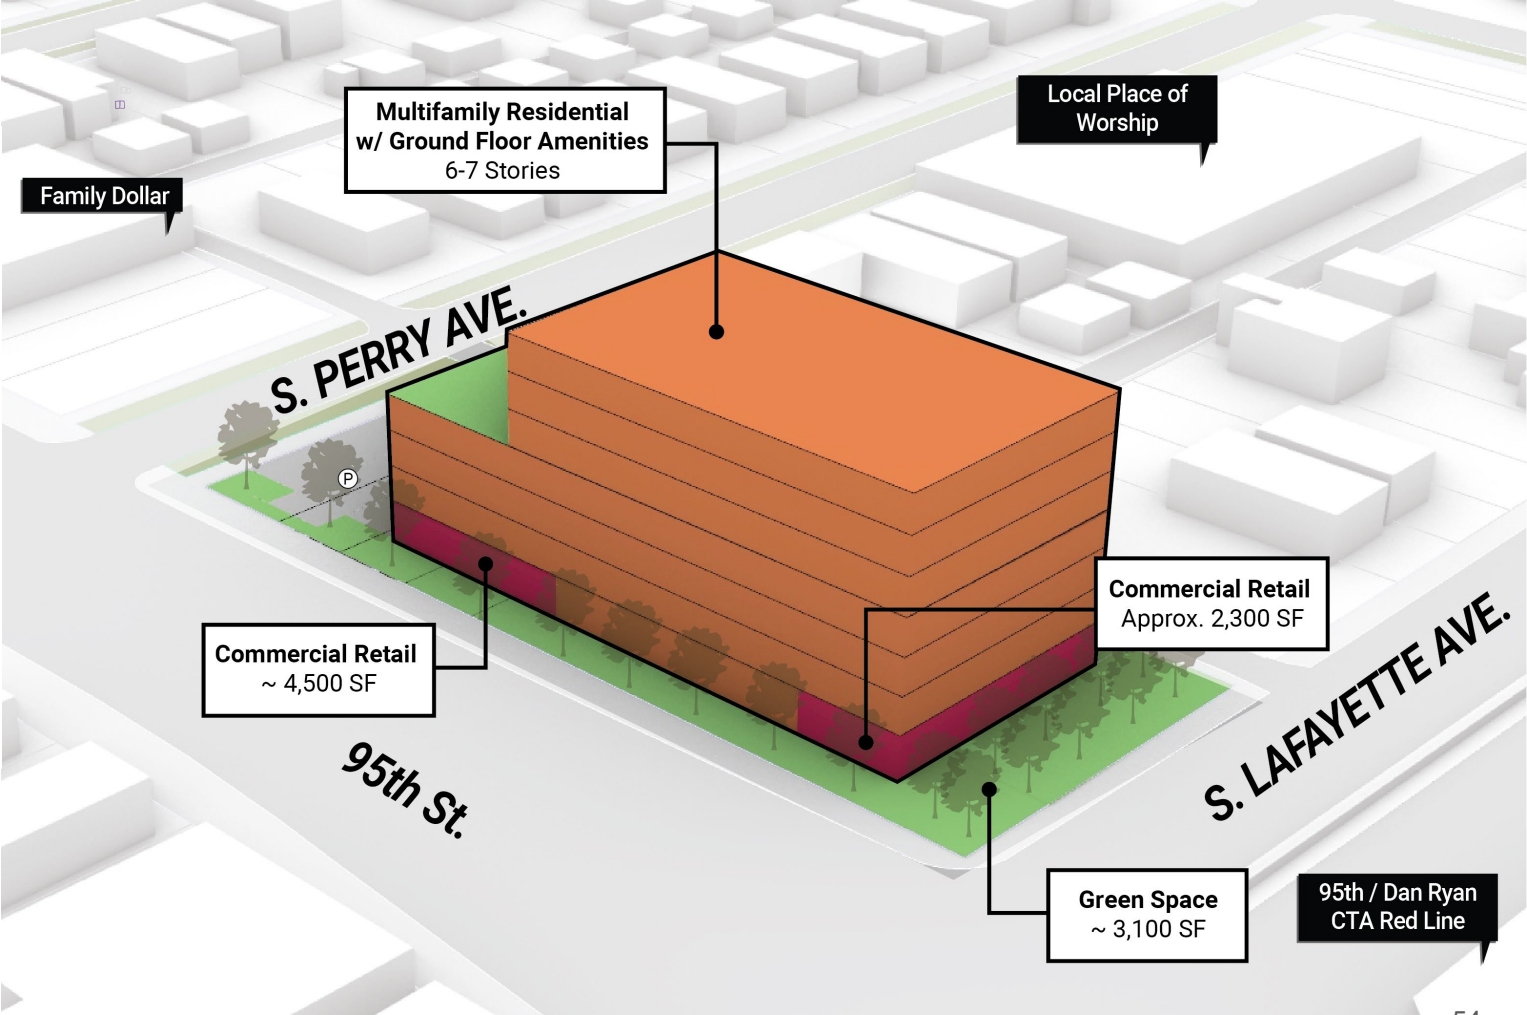 Multifamily Residential
w/ Ground Floor Amenities
6-7 Stories
Local Place of
Worship
Family Dollar
S. PERRY AVE.
P
Commercial Retail
Approx. 2,300 SF
Commercial Retail
~ 4,500 SF
S. LAFAYETTE AVE.
95th St.
Green Space
~ 3,100 SF
95th / Dan Ryan
CTA Red Line